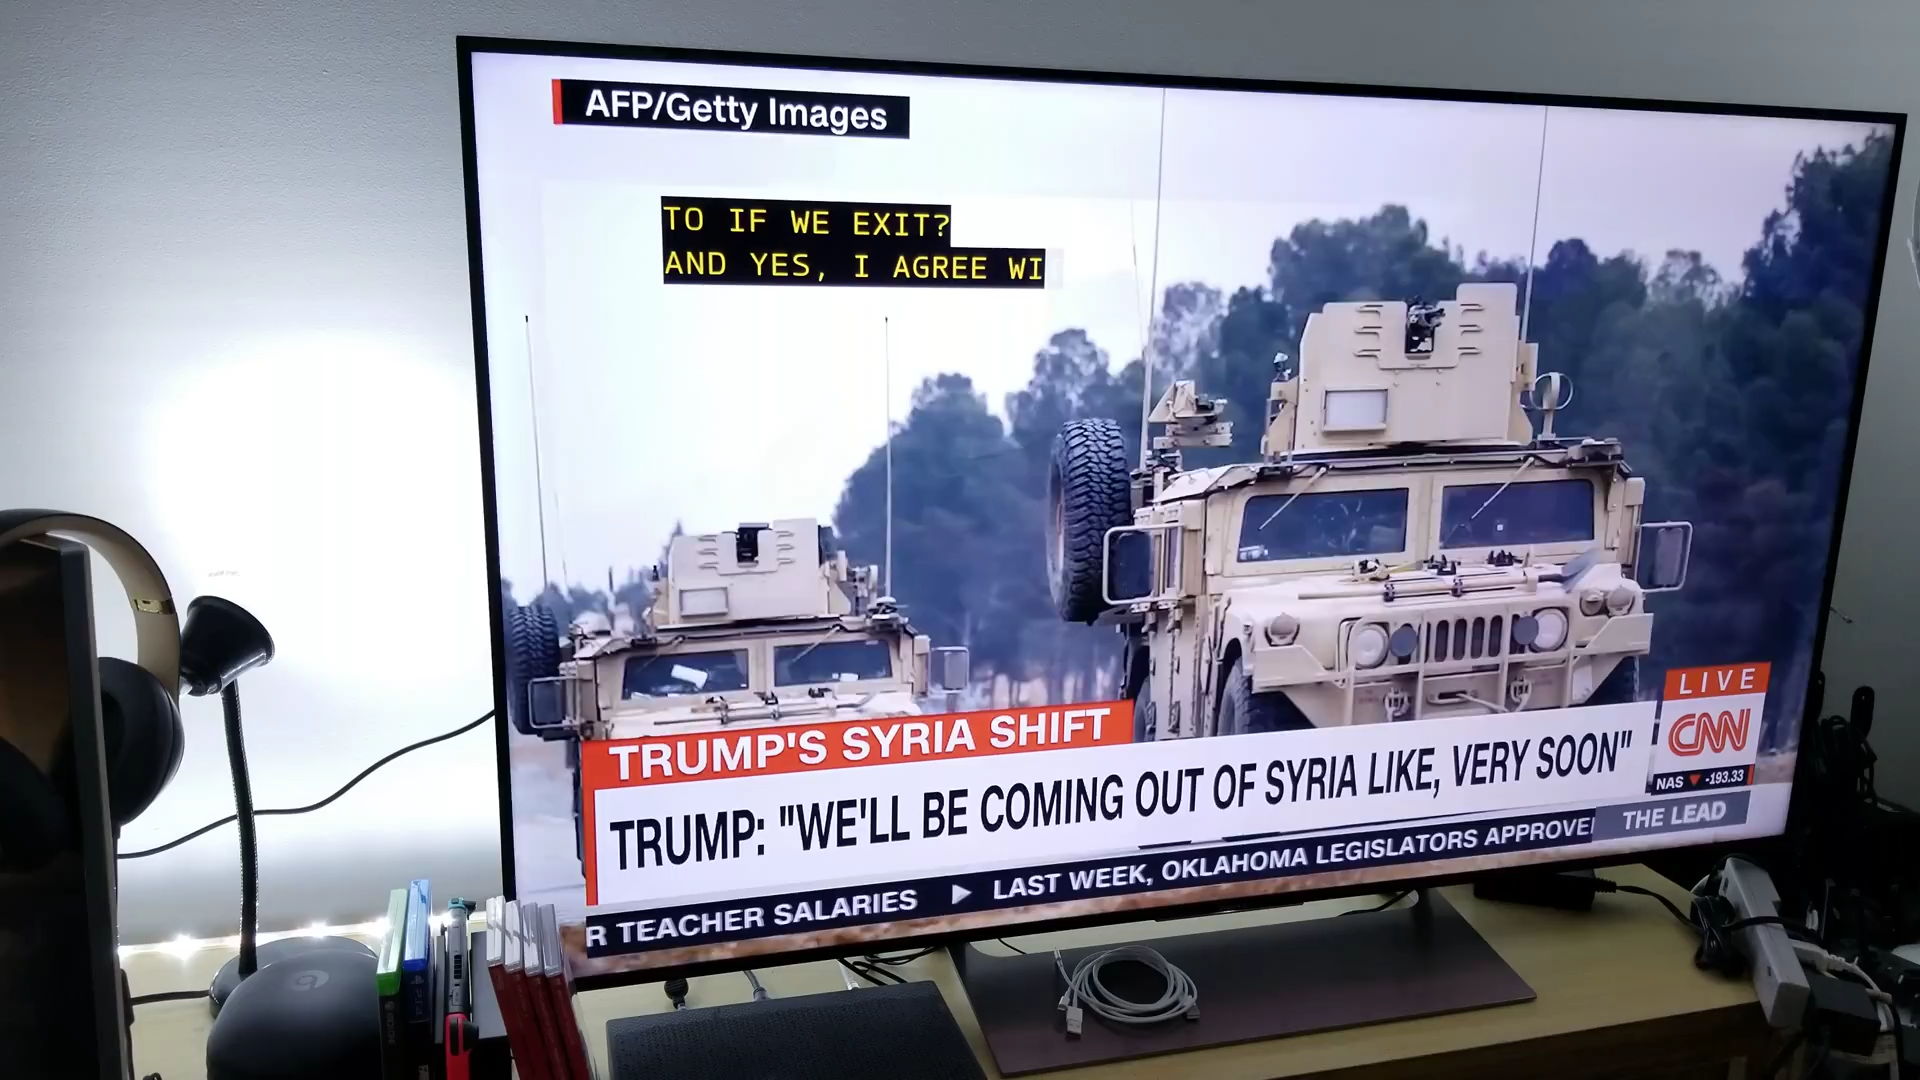 AFP/Getty Images
TO IF WE EXIT?
AND YES, I AGREE WI
TRUMP'S SYRIA SHIFT
TRUMP: "WE'LL BE COMING OUT OF SYRIA LIKE, VERY SOON"
LIVE
CNN
NAS ▼ -193.33
R TEACHER SALARIES ▶ LAST WEEK, OKLAHOMA LEGISLATORS APPROVE
THE LEAD